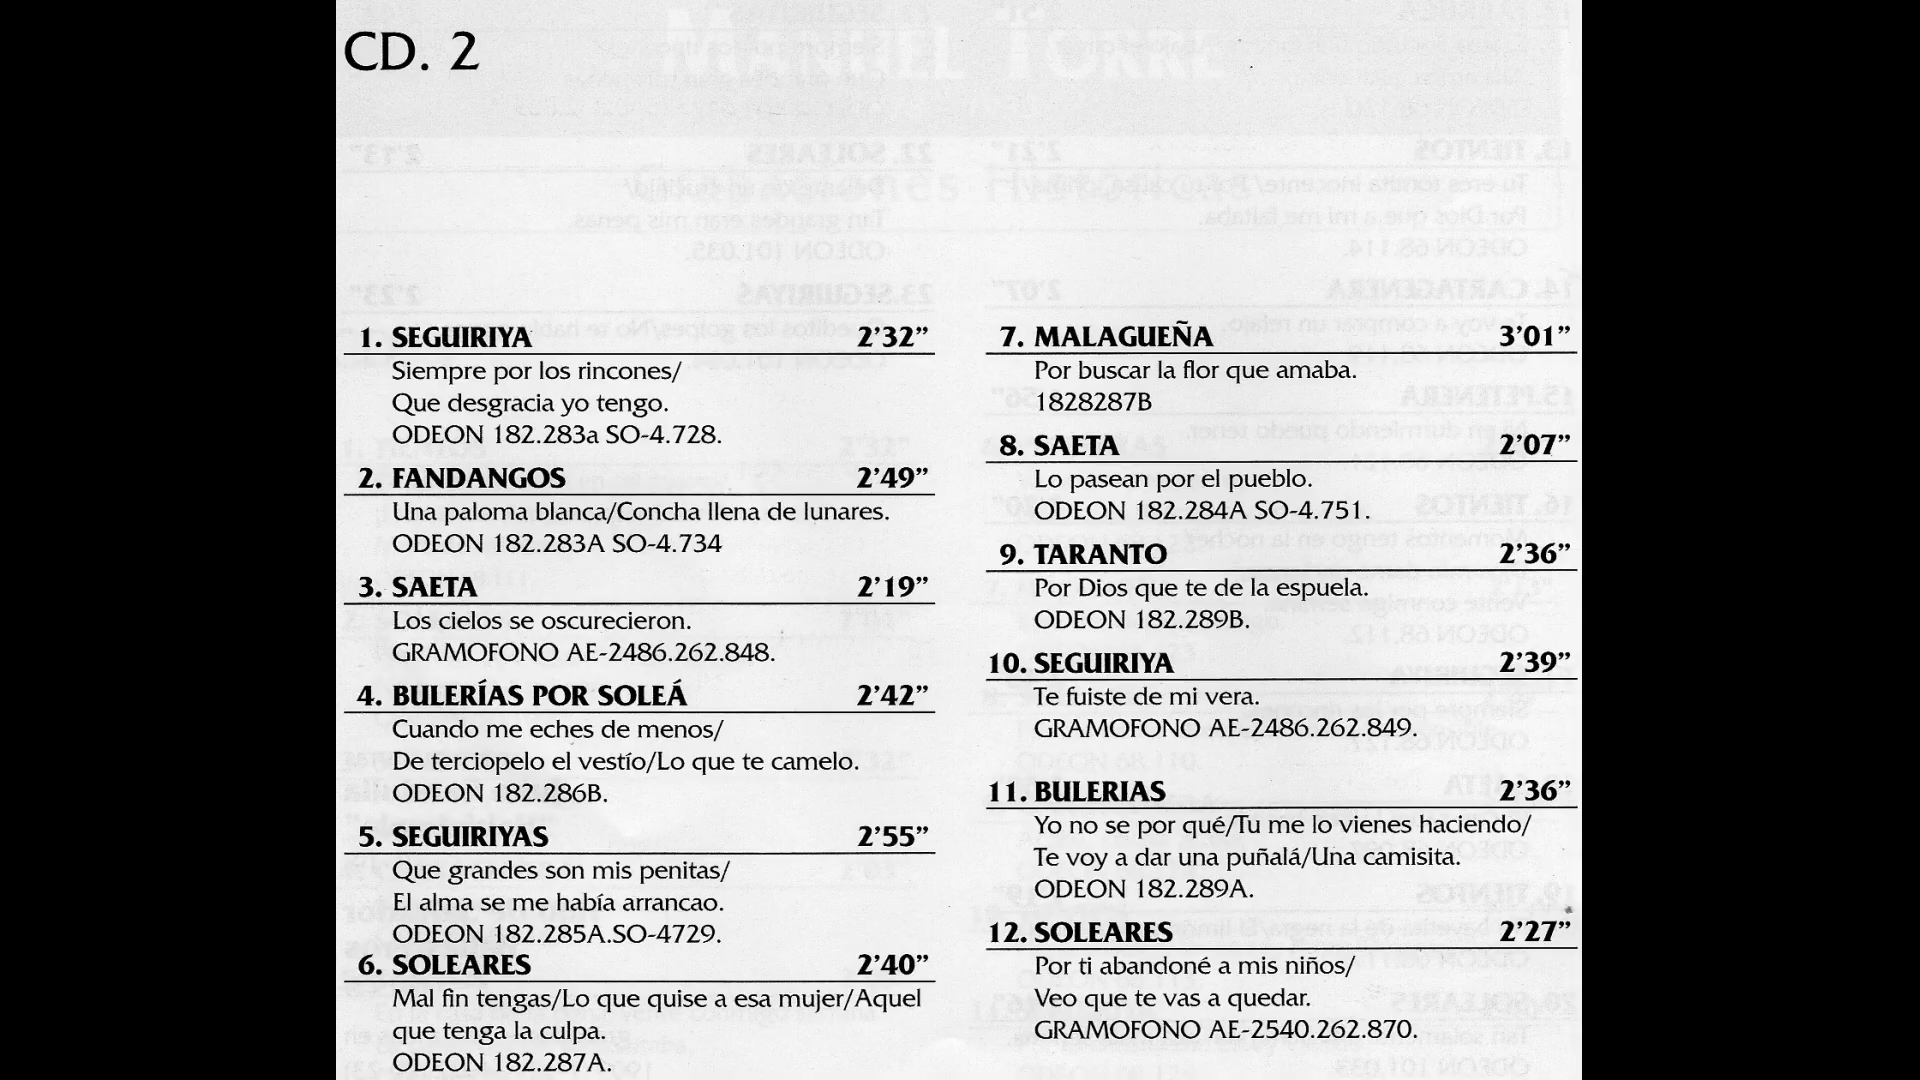 CD. 2
1. SEGUIRIYA 2’32”
Siempre por los rincones/
Que desgracia yo tengo.
ODEON 182.283a SO-4.728.
2. FANDANGOS 2’49”
Una paloma blanca/Concha llena de lunares.
ODEON 182.283A SO-4.734
3. SAETA 2’19”
Los cielos se oscurecieron.
GRAMOFONO AE-2486.262.848.
4. BULERÍAS POR SOLEÁ 2’42”
Cuando me eches de menos/
De terciopelo el vestío/Lo que te camelo.
ODEON 182.286B.
5. SEGUIRIYAS 2’55”
Que grandes son mis penitas/
El alma se me había arrancao.
ODEON 182.285A.SO-4729.
6. SOLEARES 2’40”
Mal fin tengas/Lo que quise a esa mujer/Aquel
que tenga la culpa.
ODEON 182.287A.
7. MALAGUEÑA 3’01”
Por buscar la flor que amaba.
1828287B
8. SAETA 2’07”
Lo pasean por el pueblo.
ODEON 182.284A SO-4.751.
9. TARANTO 2’36”
Por Dios que te de la espuela.
ODEON 182.289B.
10. SEGUIRIYA 2’39”
Te fuiste de mi vera.
GRAMOFONO AE-2486.262.849.
11. BULERIAS 2’36”
Yo no se por qué/Tu me lo vienes haciendo/
Te voy a dar una puñalá/Una camisita.
ODEON 182.289A.
12. SOLEARES 2’27”
Por ti abandoné a mis niños/
Veo que te vas a quedar.
GRAMOFONO AE-2540.262.870.